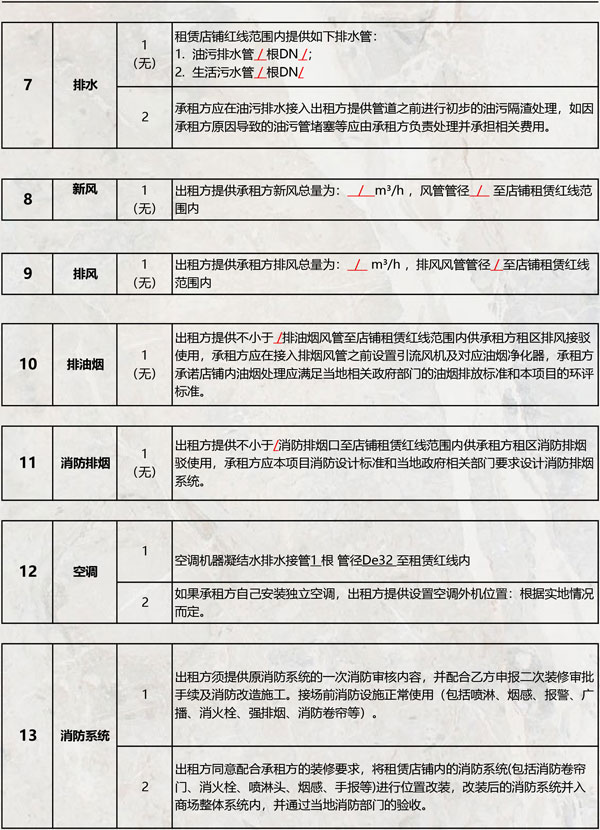 7
排水
1
（无）
租赁店铺红线范围内提供如下排水管：
1. 油污排水管 / 根DN / ；
2. 生活污水管 / 根DN /
2
承租方应在油污排水接入出租方提供管道之前进行初步的油污隔渣处理，如因
承租方原因导致的油污管堵塞等应由承租方负责处理并承担相关费用。
8
新风
1
（无）
出租方提供承租方新风总量为： / m³/h ，风管管径 / 至店铺租赁红线范
围内
9
排风
1
（无）
出租方提供承租方排风总量为： / m³/h ，排风风管管径 / 至店铺租赁红线
范围内
10
排油烟
1
（无）
出租方提供不小于 / 排油烟风管至店铺租赁红线范围内供承租方租区排风接驳
使用，承租方应在接入排烟风管之前设置引流风机及对应油烟净化器，承租方
承诺店铺内油烟处理应满足当地相关政府部门的油烟排放标准和本项目的环评
标准。
11
消防排烟
1
（无）
出租方提供不小于 / 消防排烟口至店铺租赁红线范围内供承租方租区消防排烟
驳使用，承租方应本项目消防设计标准和当地政府相关部门要求设计消防排烟
系统。
12
空调
1
空调机器凝结水排水接管1 根 管径De32 至租赁红线内
2
如果承租方自己安装独立空调，出租方提供设置空调外机位置：根据实地情况
而定。
13
消防系统
1
出租方须提供原消防系统的一次消防审核内容，并配合乙方申报二次装修审批
手续及消防改造施工。接场前消防设施正常使用（包括喷淋、烟感、报警、广
播、消火栓、强排烟、消防卷帘等）。
2
出租方同意配合承租方的装修要求，将租赁店铺内的消防系统(包括消防卷帘
门、消火栓、喷淋头、烟感、手报等)进行位置改装，改装后的消防系统并入
商场整体系统内，并通过当地消防部门的验收。